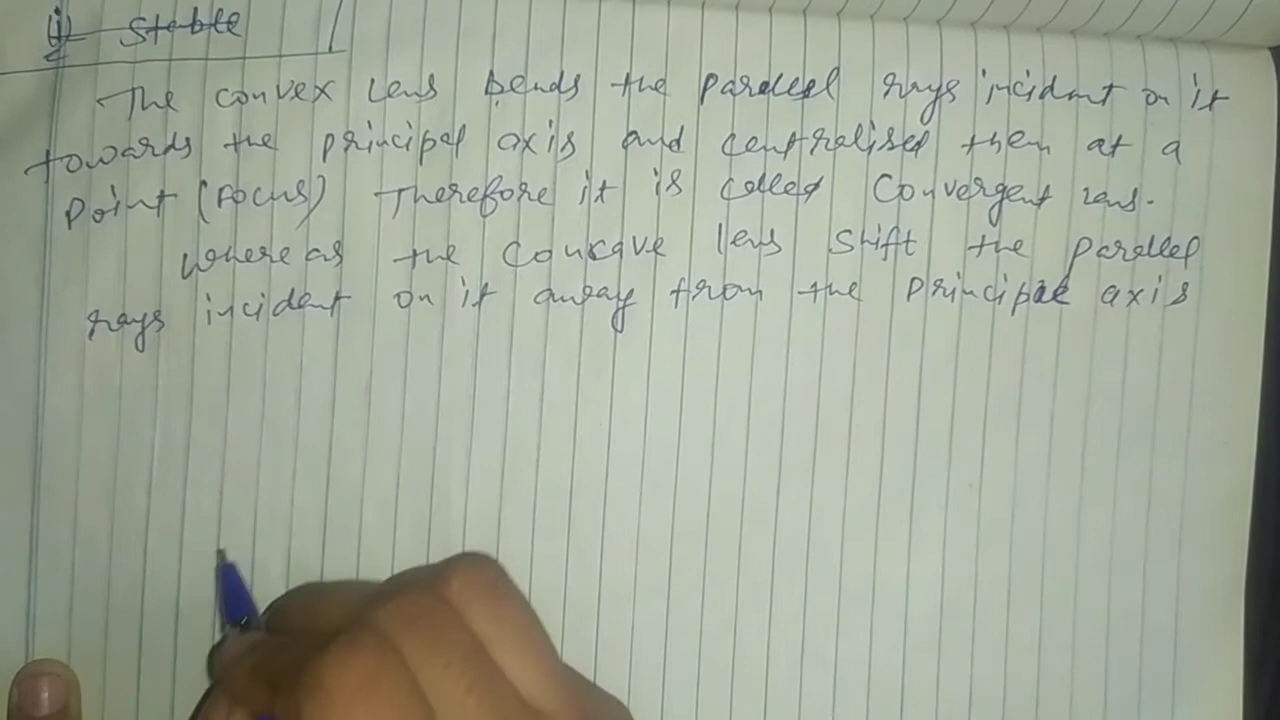 i) Stable
The convex lens bends the parallel rays incident on it
towards the principal axis and centralised them at a
point (Focus) Therefore it is called Convergent lens.
Whereas the concave lens shift the parallel
rays incident on it away from the principal axis